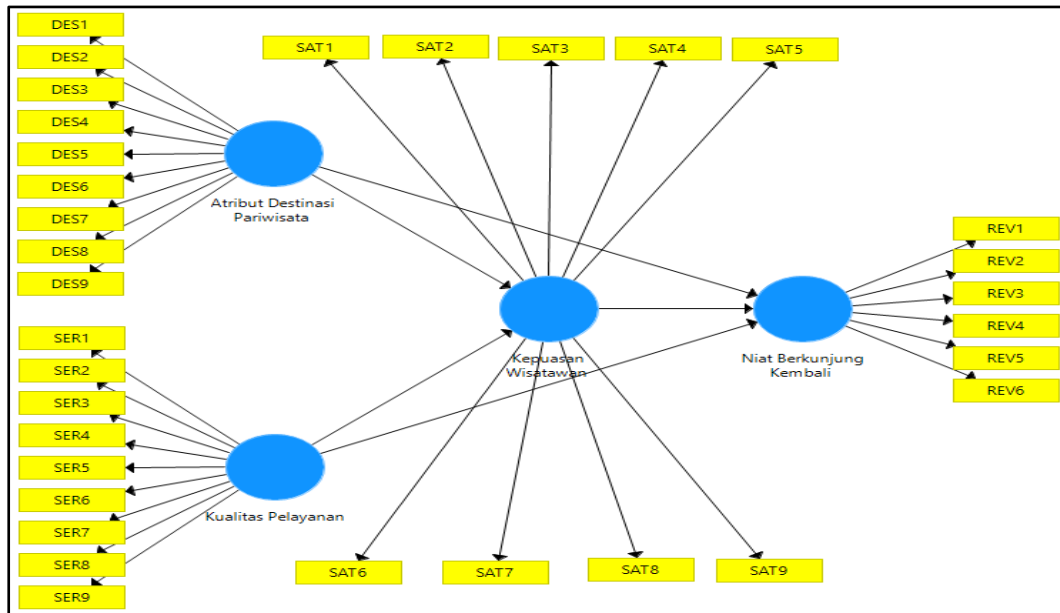 DES1
DES2
DES3
DES4
DES5
DES6
DES7
DES8
DES9
Atribut Destinasi
Pariwisata
SER1
SER2
SER3
SER4
SER5
SER6
SER7
SER8
SER9
Kualitas Pelayanan
SAT1
SAT2
SAT3
SAT4
SAT5
Kepuasan
Wisatawan
SAT6
SAT7
SAT8
SAT9
Niat Berkunjung
Kembali
REV1
REV2
REV3
REV4
REV5
REV6